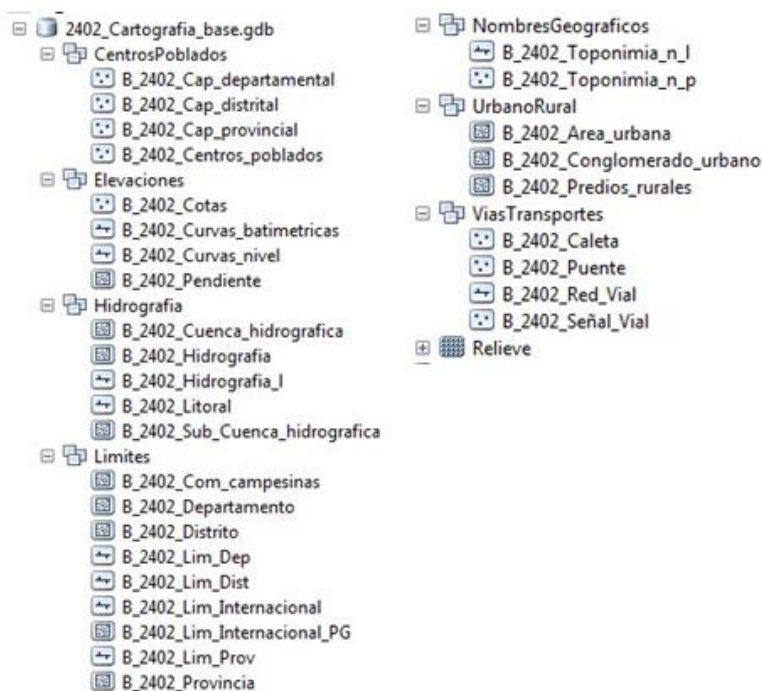 2402_Cartografia_base.gdb
CentrosPoblados
B_2402_Cap_departamental
B_2402_Cap_distrital
B_2402_Cap_provincial
B_2402_Centros_poblados
Elevaciones
B_2402_Cotas
B_2402_Curvas_batimetricas
B_2402_Curvas_nivel
B_2402_Pendiente
Hidrografia
B_2402_Cuenca_hidrografica
B_2402_Hidrografia
B_2402_Hidrografia_l
B_2402_Litoral
B_2402_Sub_Cuenca_hidrografica
Limites
B_2402_Com_campesinas
B_2402_Departamento
B_2402_Distrito
B_2402_Lim_Dep
B_2402_Lim_Dist
B_2402_Lim_Internacional
B_2402_Lim_Internacional_PG
B_2402_Lim_Prov
B_2402_Provincia
NombresGeograficos
B_2402_Toponimia_n_l
B_2402_Toponimia_n_p
UrbanoRural
B_2402_Area_urbana
B_2402_Conglomerado_urbano
B_2402_Predios_rurales
ViasTransportes
B_2402_Caleta
B_2402_Puente
B_2402_Red_Vial
B_2402_Señal_Vial
Relieve